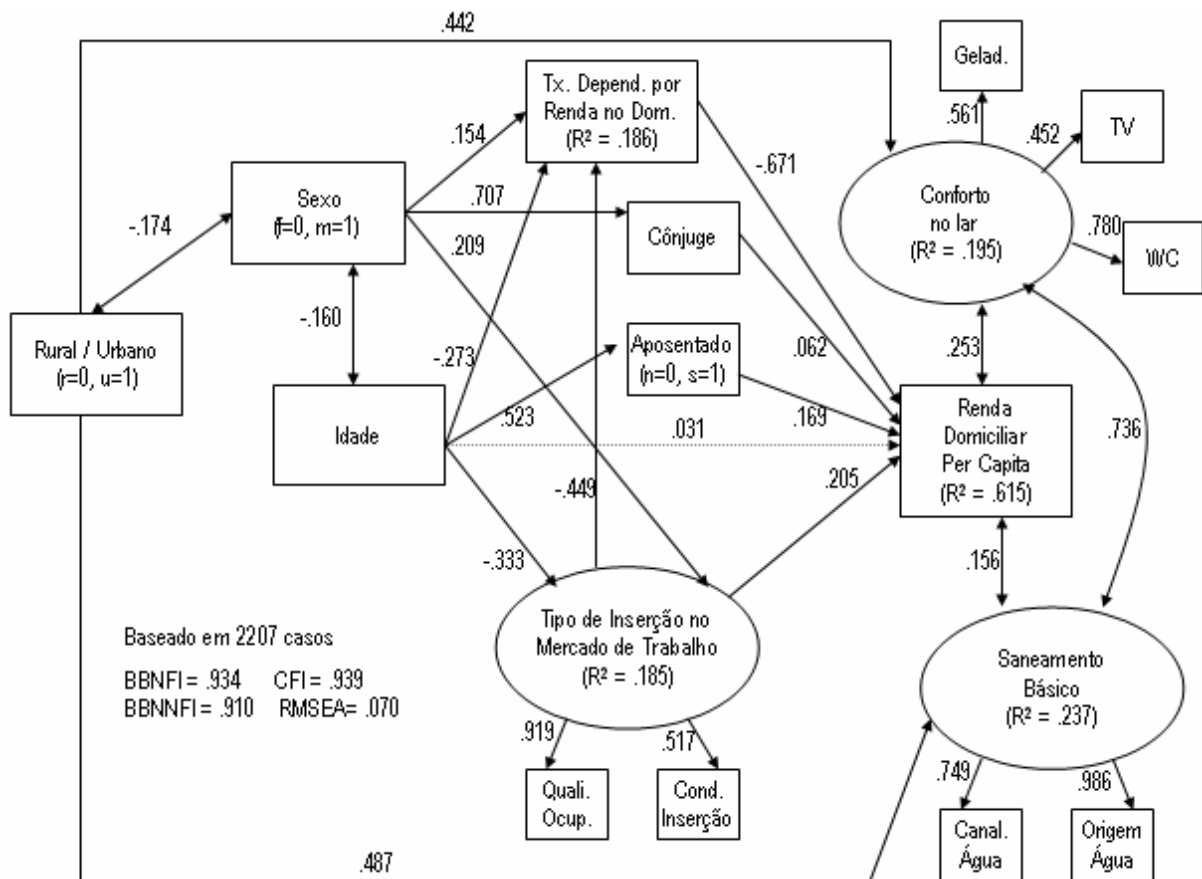 .442
Gelad.
Tx. Depend. por
Renda no Dom.
(R² = .186)
.561
.452
TV
.154
Sexo
(f=0, m=1)
-.671
Conforto
no lar
(R² = .195)
.707
-.174
.209
Cônjuge
.780
WC
-.160
Rural / Urbano
(r=0, u=1)
-.273
Aposentado
(n=0, s=1)
.062
.253
Idade
.523
.031
.169
Renda
Domiciliar
Per Capita
(R² = .615)
.736
-.449
.205
-.333
.156
Tipo de Inserção no
Mercado de Trabalho
(R² = .185)
Baseado em 2207 casos
BBNFI = .934 CFI = .939
BBNNFI = .910 RMSEA= .070
Saneamento
Básico
(R² = .237)
.919
.517
.749
.986
Quali.
Ocup.
Cond.
Inserção
Canal.
Água
Origem
Água
.487